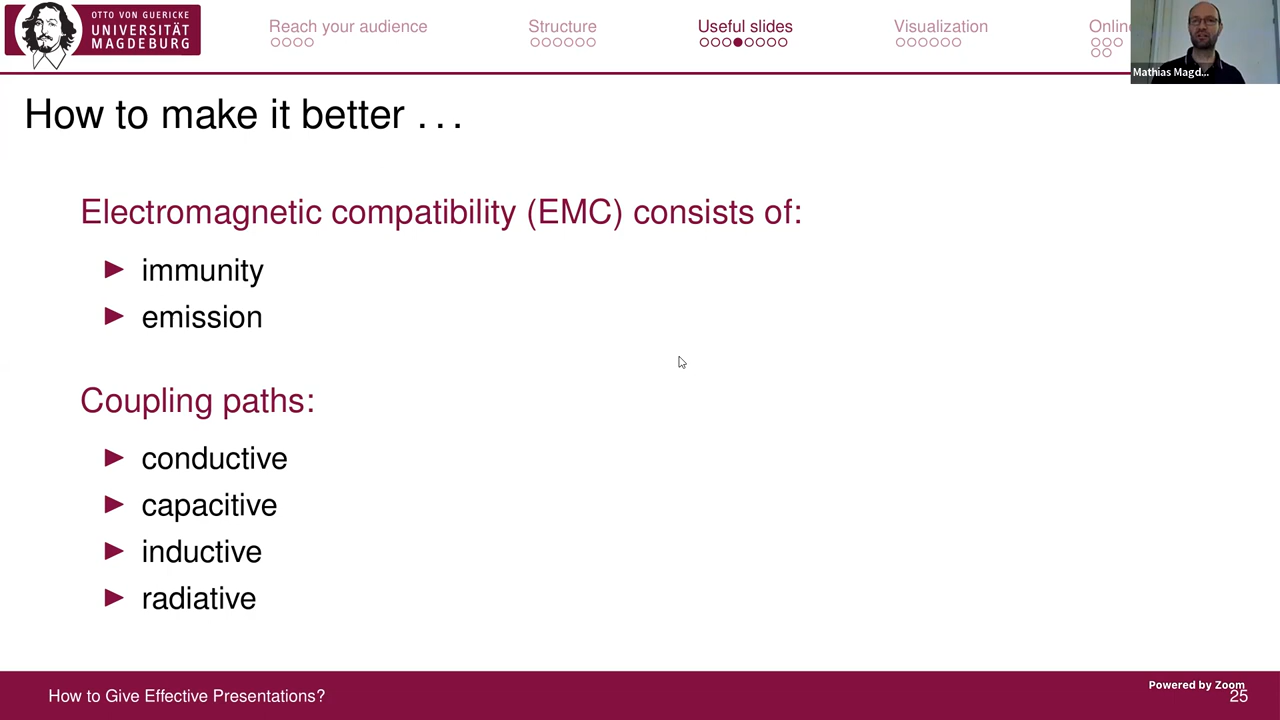 OTTO VON GUERICKE
UNIVERSITÄT
MAGDEBURG
Reach your audience
Structure
Useful slides
Visualization
Online
Mathias Magd...
How to make it better ...
Electromagnetic compatibility (EMC) consists of:
immunity
emission
Coupling paths:
conductive
capacitive
inductive
radiative
How to Give Effective Presentations?
Powered by Zoom
25